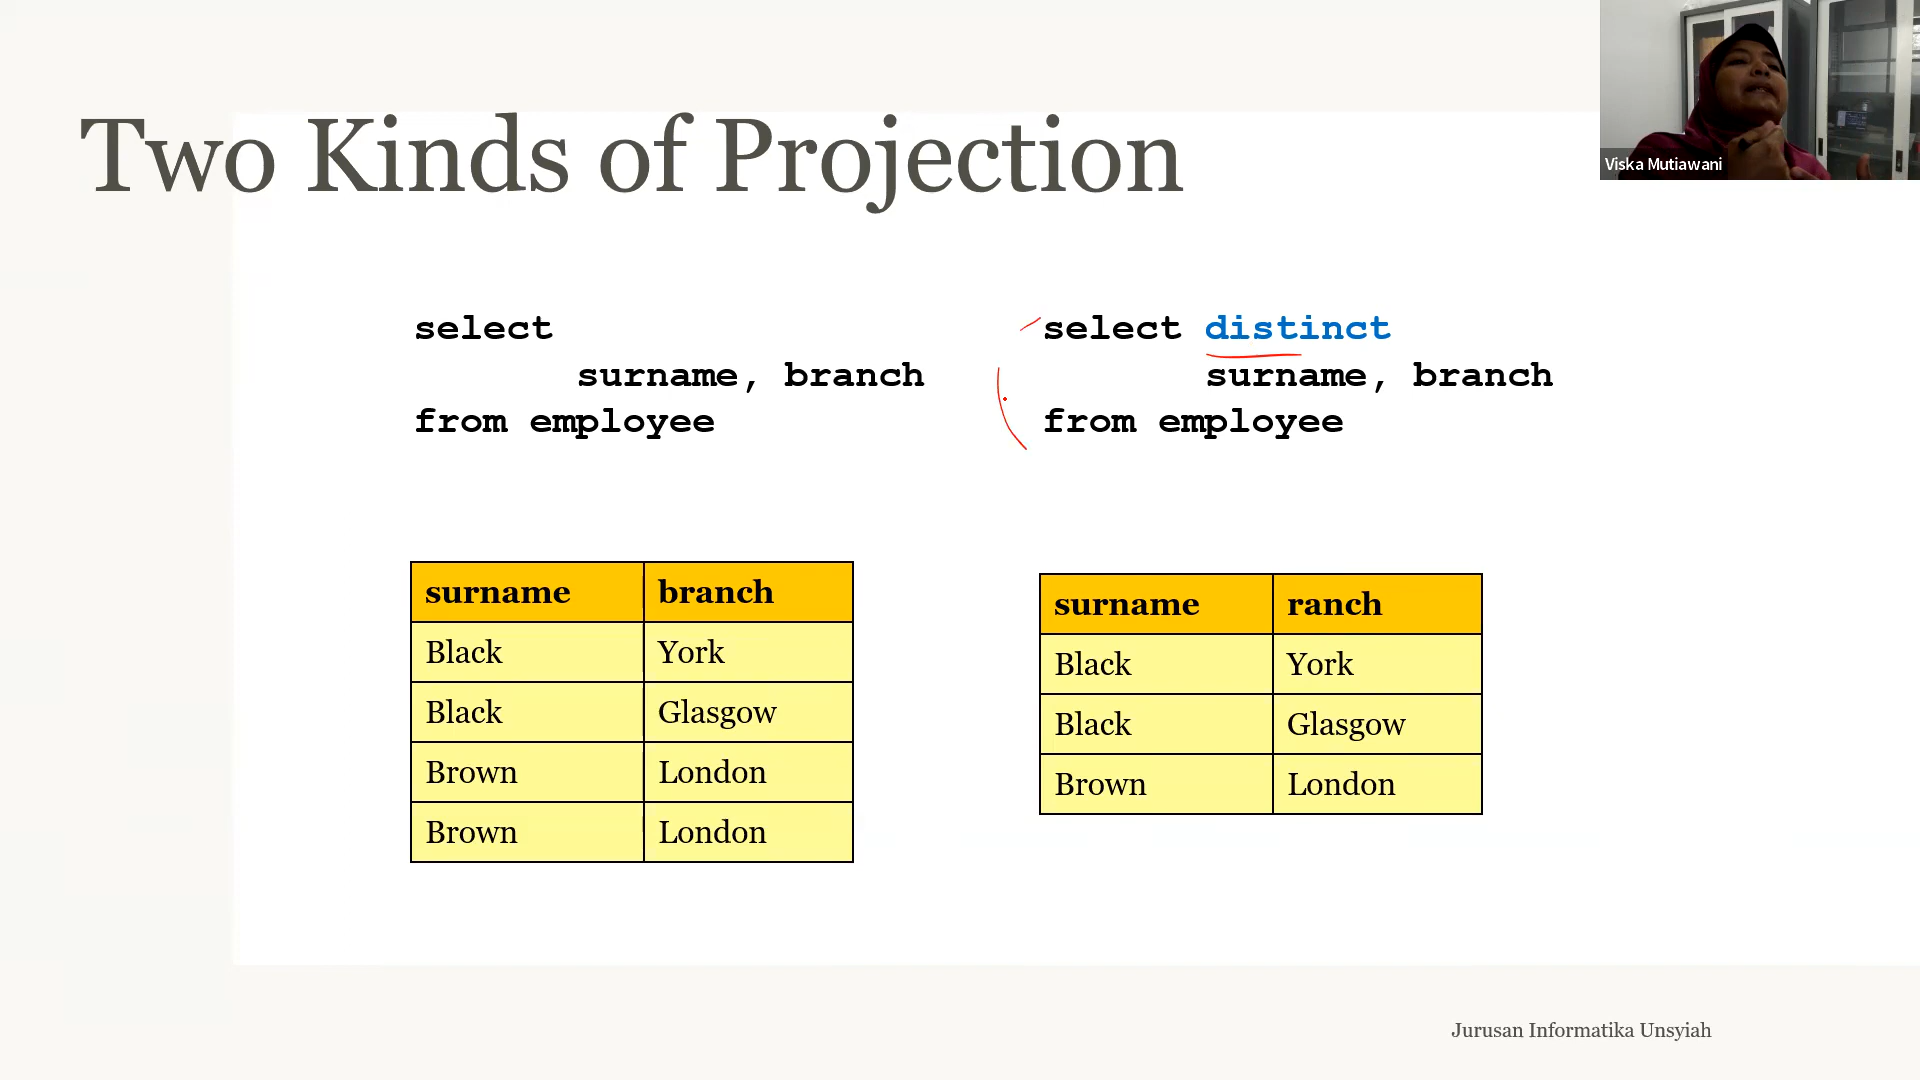 Two Kinds of Projection
Viska Mutiawani
select
surname, branch
from employee
select distinct
surname, branch
from employee
surname branch
Black York
Black Glasgow
Brown London
Brown London
surname ranch
Black York
Black Glasgow
Brown London
Jurusan Informatika Unsyiah